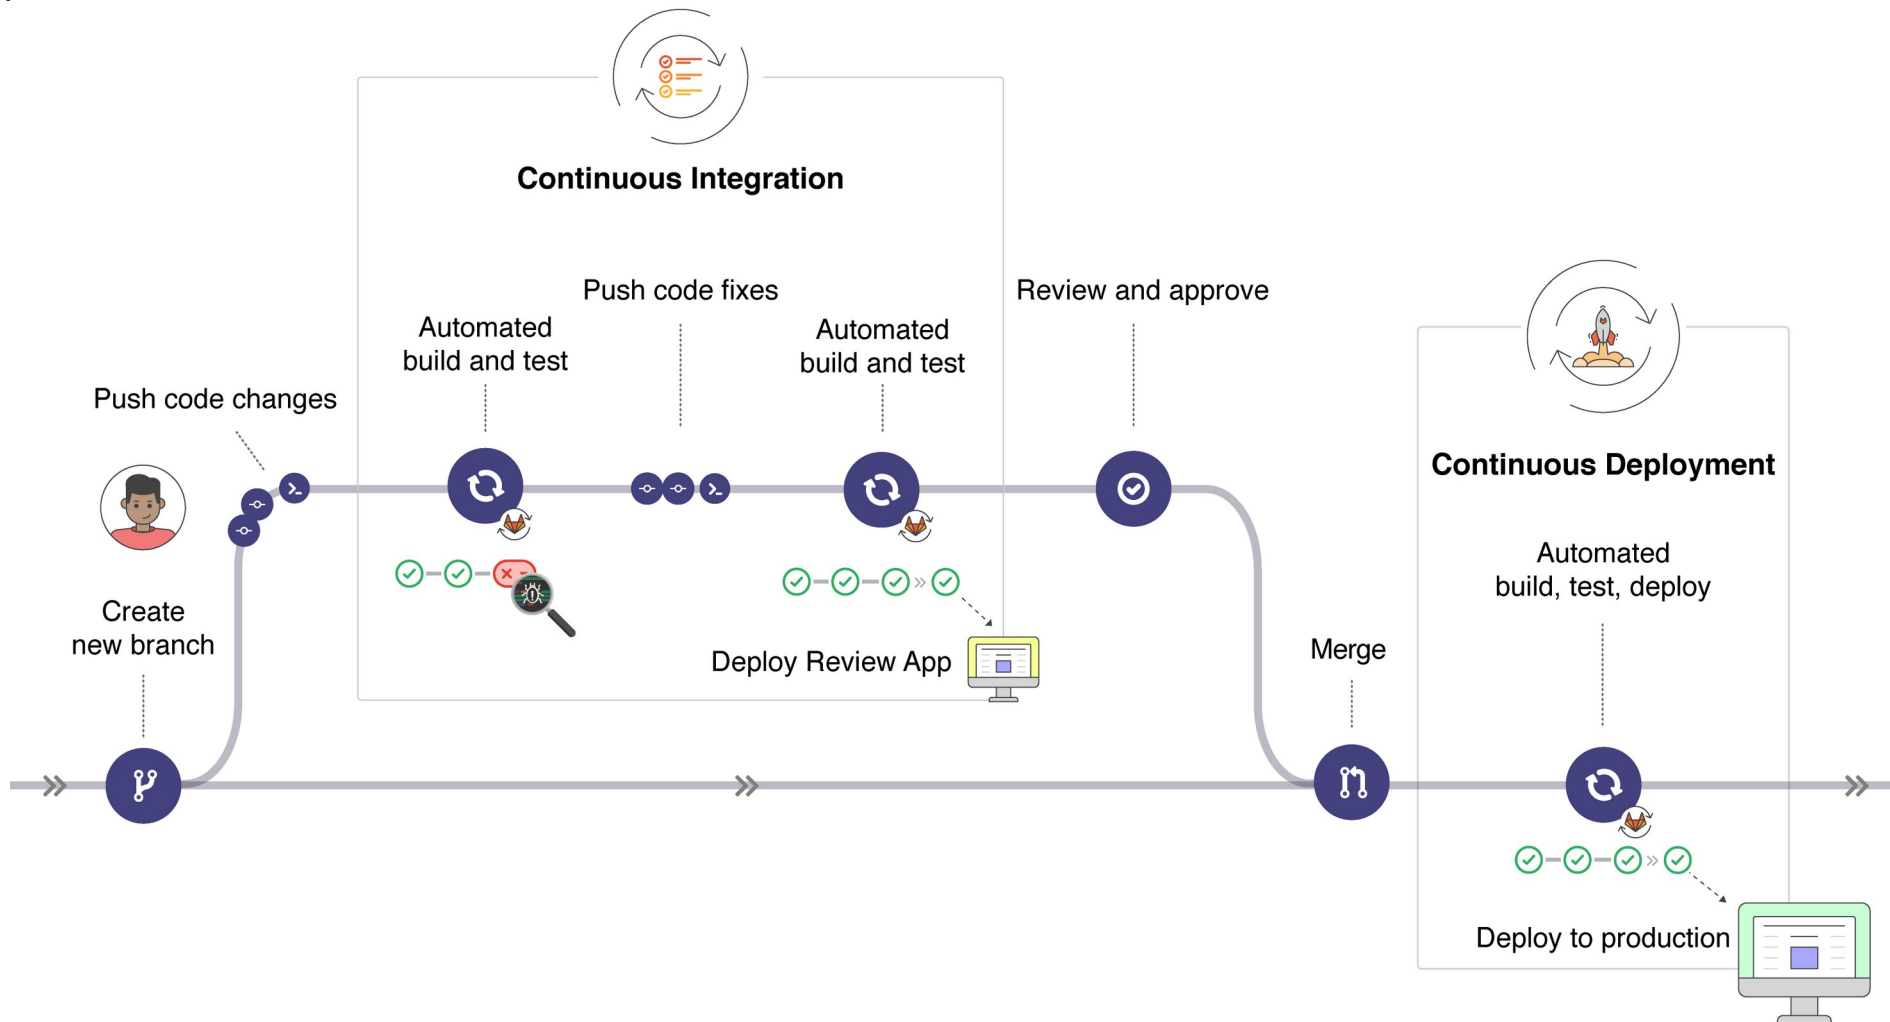 Continuous Integration
Push code fixes
Review and approve
Automated
build and test
Automated
build and test
Push code changes
Continuous Deployment
Automated
build, test, deploy
Create
new branch
Merge
Deploy Review App
Deploy to production